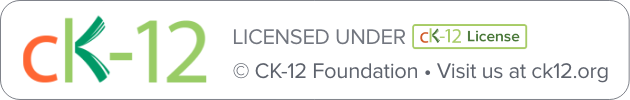 cK-12
LICENSED UNDER cK-12 License
© CK-12 Foundation • Visit us at ck12.org